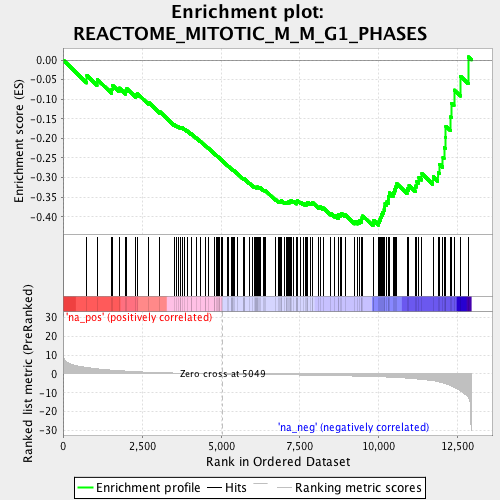 Enrichment plot:
REACTOME_MITOTIC_M_M_G1_PHASES
Enrichment score (ES)
0.00
-0.05
-0.10
-0.15
-0.20
-0.25
-0.30
-0.35
-0.40
'na_pos' (positively correlated)
Ranked list metric (PreRanked)
30
20
10
0
-10
-20
-30
Zero cross at 5049
'na_neg' (negatively correlated)
0
2,500
5,000
7,500
10,000
12,500
Rank in Ordered Dataset
Enrichment profile
Hits
Ranking metric scores